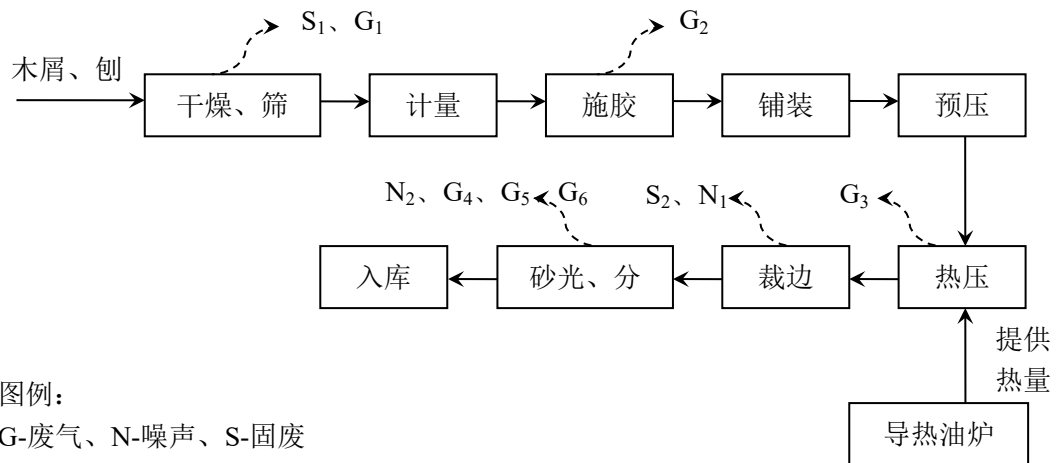 S₁、G₁
G₂
木屑、刨
干燥、筛
计量
施胶
铺装
预压
N₂、G₄、G₅、G₆
S₂、N₁
G₃
入库
砂光、分
裁边
热压
提供
热量
图例：
G-废气、N-噪声、S-固废
导热油炉